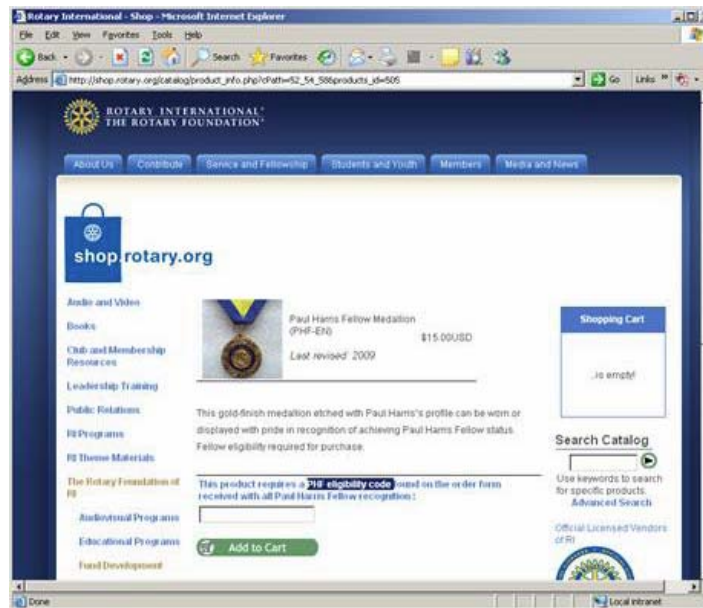 Rotary International - Shop - Microsoft Internet Explorer
File Edit View Favorites Tools Help
Back Search Favorites
Address http://shop.rotary.org/catalog/product_info.php?cPath=52_54_58&products_id=505 Go Links
ROTARY INTERNATIONAL
THE ROTARY FOUNDATION
About Us Contribute Service and Fellowship Students and Youth Members Media and News
shop.rotary.org
Audio and Video
Books
Club and Membership
Resources
Leadership Training
Public Relations
RI Programs
RI Theme Materials
The Rotary Foundation of
RI
Audiovisual Programs
Educational Programs
Fund Development
Paul Harris Fellow Medallion
(PHF-EN)
$15.00USD
Last revised: 2009
This gold-finish medallion etched with Paul Harris's profile can be worn or
displayed with pride in recognition of achieving Paul Harris Fellow status.
Fellow eligibility required for purchase.
This product requires a PHF eligibility code found on the order form
received with all Paul Harris Fellow recognition :
Add to Cart
Shopping Cart
...is empty!
Search Catalog
Use keywords to search
for specific products.
Advanced Search
Official Licensed Vendors
of RI
Done Local intranet